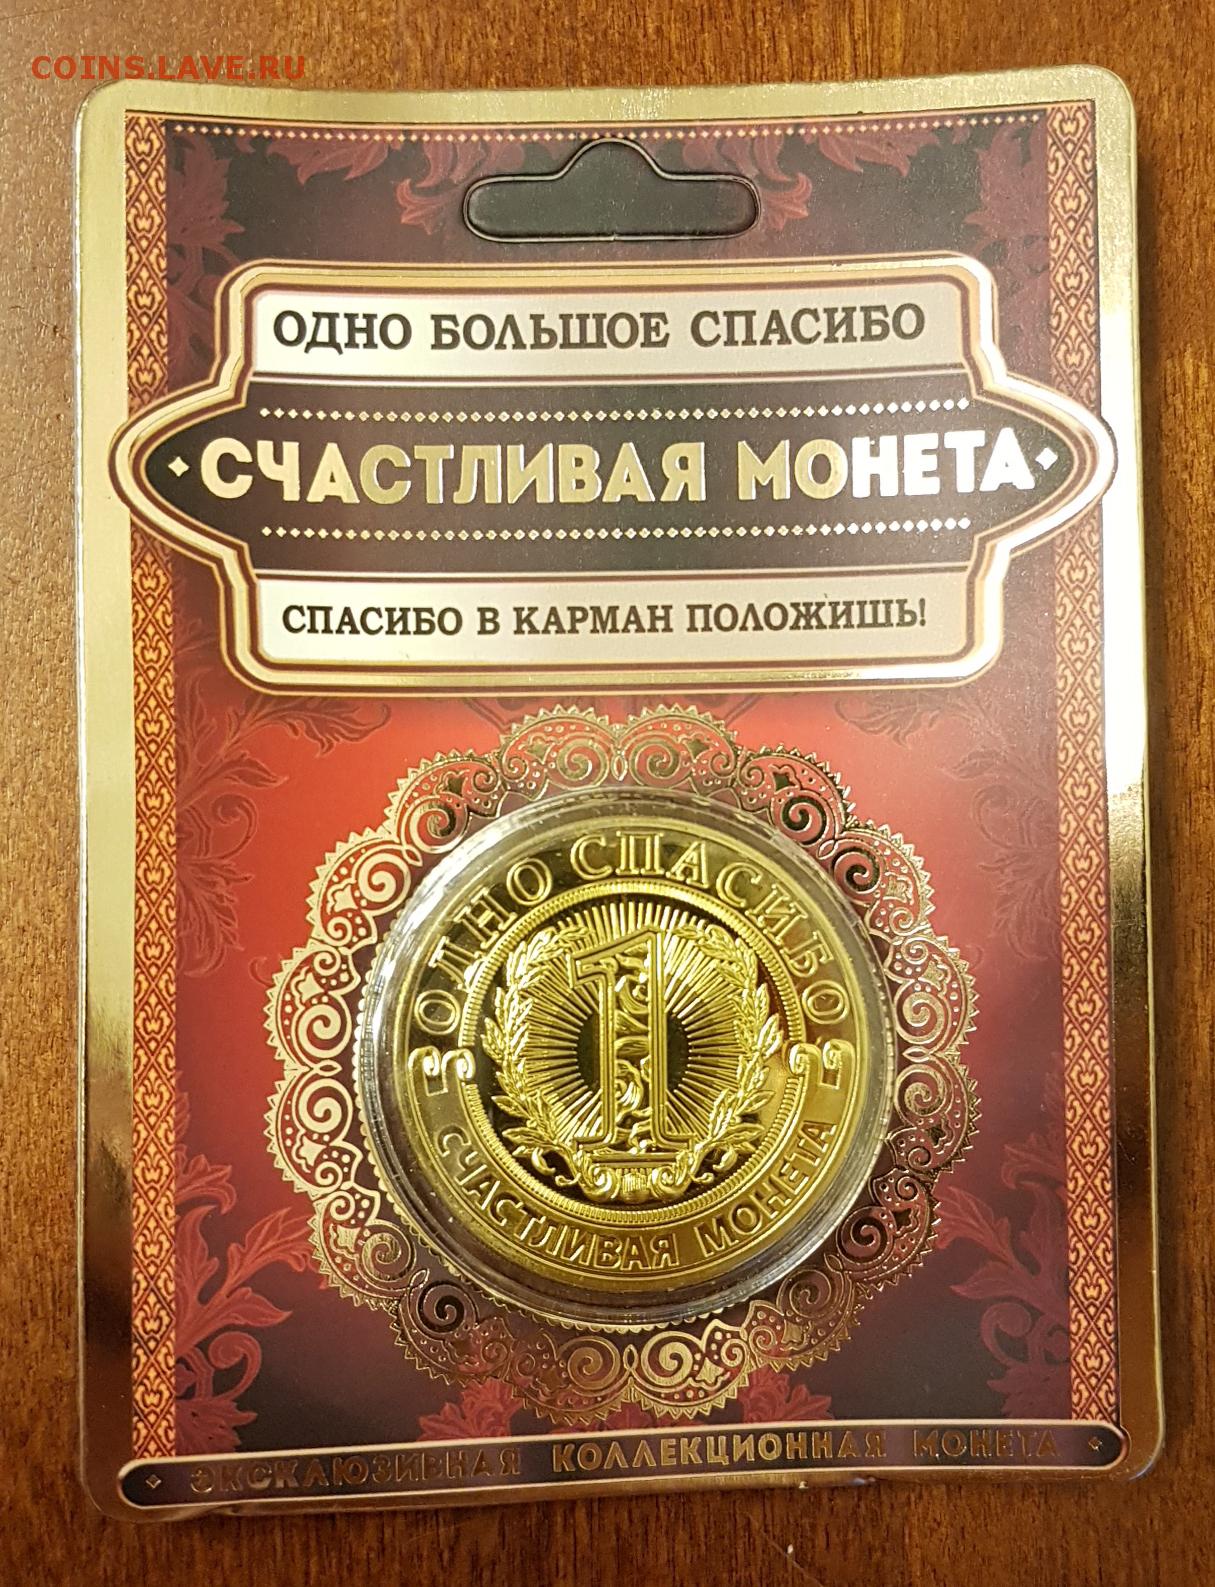 COINS.LAVE.RU
ОДНО БОЛЬШОЕ СПАСИБО
СЧАСТЛИВАЯ МОНЕТА
СПАСИБО В КАРМАН ПОЛОЖИШЬ!
ОДНО СПАСИБО
1
СЧАСТЛИВАЯ МОНЕТА
ЭКСКЛЮЗИВНАЯ КОЛЛЕКЦИОННАЯ МОНЕТА